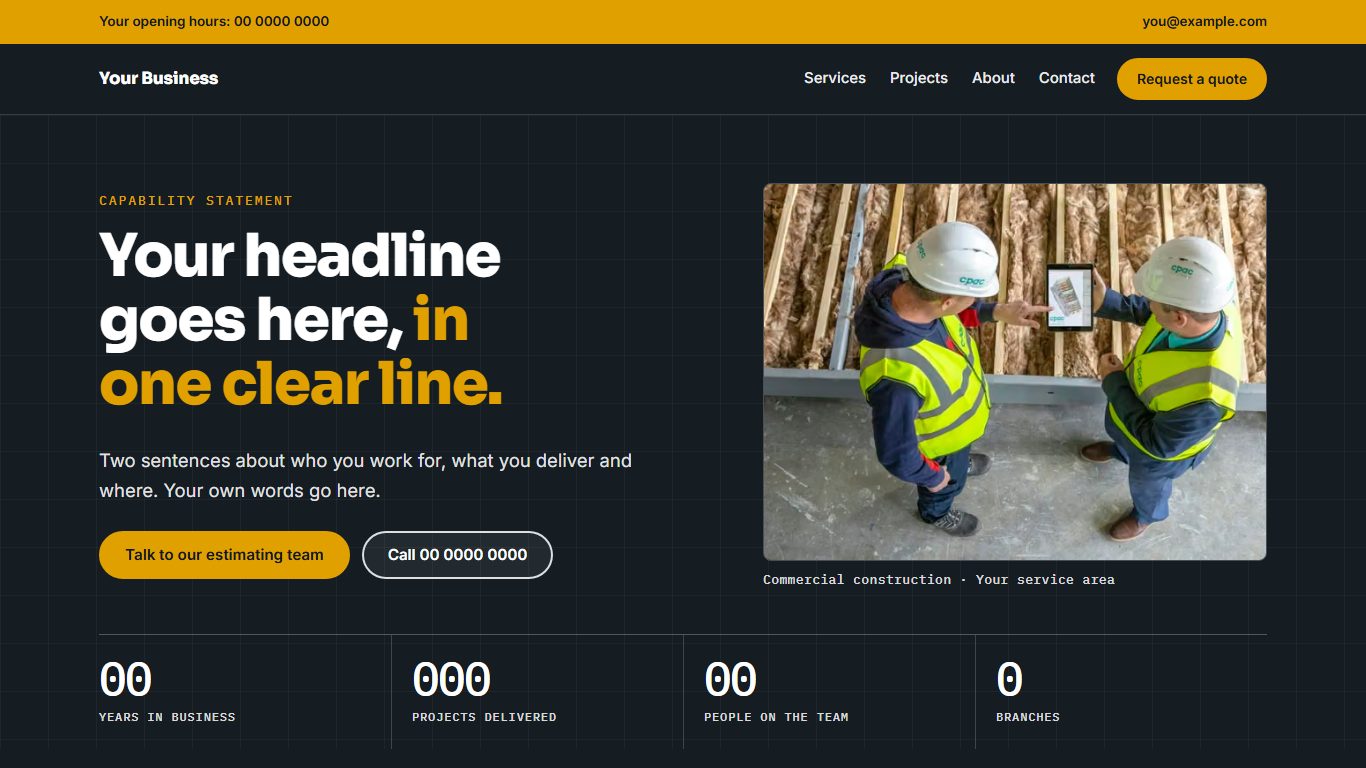 Your opening hours: 00 0000 0000
you@example.com
Your Business
Services
Projects
About
Contact
Request a quote
CAPABILITY STATEMENT
Your headline
goes here, in
one clear line.
Two sentences about who you work for, what you deliver and
where. Your own words go here.
Talk to our estimating team
Call 00 0000 0000
cpac
cpac
cpac
Commercial construction · Your service area
00
YEARS IN BUSINESS
000
PROJECTS DELIVERED
00
PEOPLE ON THE TEAM
0
BRANCHES